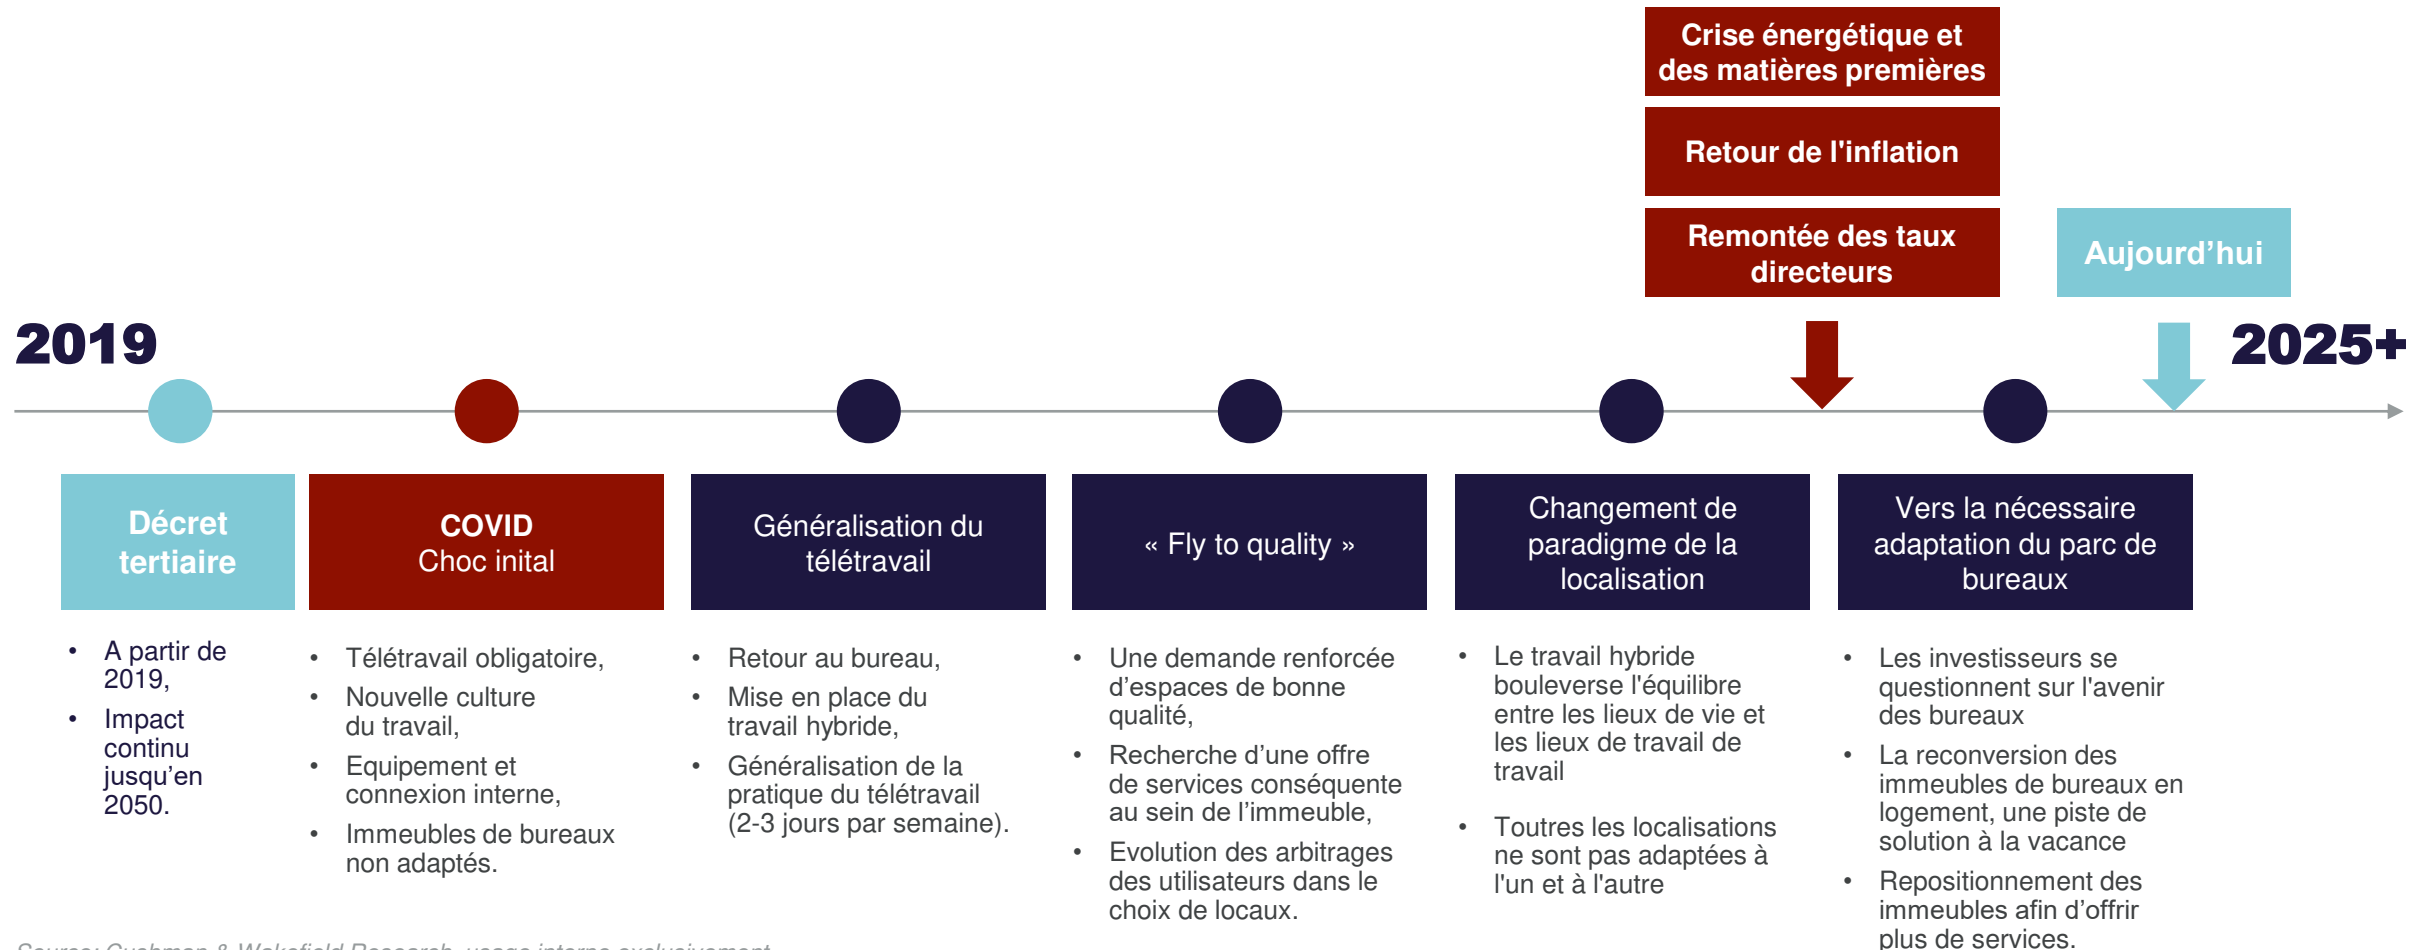 Crise énergétique et
des matières premières
Retour de l'inflation
Remontée des taux
directeurs
Aujourd’hui
2019
2025+
Décret
tertiaire
• A partir de
2019,
• Impact
continu
jusqu’en
2050.
COVID
Choc inital
• Télétravail obligatoire,
• Nouvelle culture
du travail,
• Equipement et
connexion interne,
• Immeubles de bureaux
non adaptés.
Généralisation du
télétravail
• Retour au bureau,
• Mise en place du
travail hybride,
• Généralisation de la
pratique du télétravail
(2-3 jours par semaine).
« Fly to quality »
• Une demande renforcée
d’espaces de bonne
qualité,
• Recherche d’une offre
de services conséquente
au sein de l’immeuble,
• Evolution des arbitrages
des utilisateurs dans le
choix de locaux.
Changement de
paradigme de la
localisation
• Le travail hybride
bouleverse l'équilibre
entre les lieux de vie et
les lieux de travail de
travail
• Toutres les localisations
ne sont pas adaptées à
l'un et à l'autre
Vers la nécessaire
adaptation du parc de
bureaux
• Les investisseurs se
questionnent sur l'avenir
des bureaux
• La reconversion des
immeubles de bureaux en
logement, une piste de
solution à la vacance
• Repositionnement des
immeubles afin d’offrir
plus de services.
Source: Cushman & Wakefield Research, usage interne exclusivement